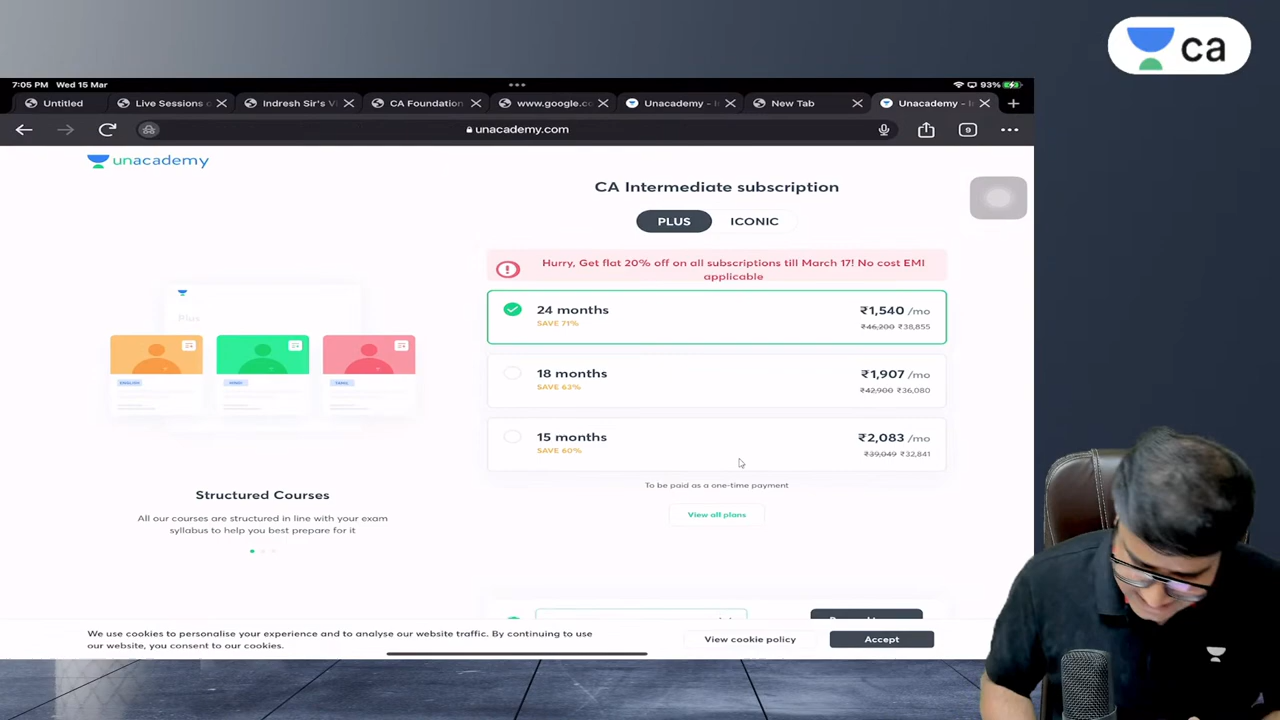 ca
7:05 PM Wed 15 Mar
93%
Untitled
Live Sessions o
Indresh Sir's V
CA Foundation
www.google.co
Unacademy - I
New Tab
Unacademy - I
unacademy.com
9
unacademy
CA Intermediate subscription
PLUS
ICONIC
Hurry, Get flat 20% off on all subscriptions till March 17! No cost EMI
applicable
24 months
₹1,540 /mo
SAVE 71%
₹46,200 ₹38,855
18 months
₹1,907 /mo
SAVE 63%
₹42,900 ₹36,080
15 months
₹2,083 /mo
SAVE 60%
₹39,049 ₹32,841
To be paid as a one-time payment
View all plans
Plus
ENGLISH
HINDI
Structured Courses
All our courses are structured in line with your exam
syllabus to help you best prepare for it
We use cookies to personalise your experience and to analyse our website traffic. By continuing to
our website, you consent to our cookies.
View cookie policy
Accept